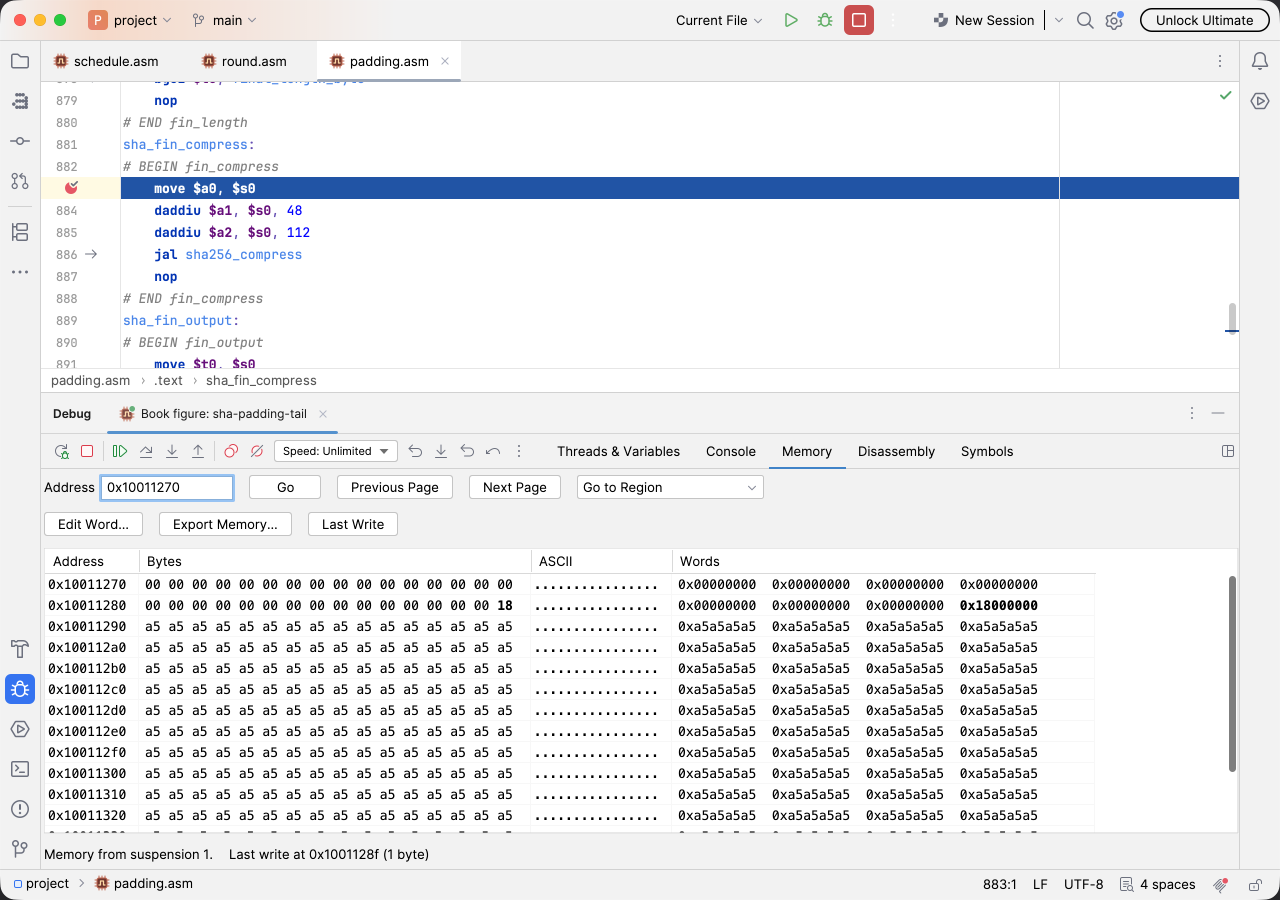 P project main Current File New Session Unlock Ultimate
schedule.asm round.asm padding.asm
879 nop
880 # END fin_length
881 sha_fin_compress:
882 # BEGIN fin_compress
move $a0, $s0
884 daddiu $a1, $s0, 48
885 daddiu $a2, $s0, 112
886 jal sha256_compress
887 nop
888 # END fin_compress
889 sha_fin_output:
890 # BEGIN fin_output
891 move $t0, $s0
padding.asm › .text › sha_fin_compress
Debug Book figure: sha-padding-tail
Speed: Unlimited Threads & Variables Console Memory Disassembly Symbols
Address 0x10011270 Go Previous Page Next Page Go to Region
Edit Word... Export Memory... Last Write
Address Bytes ASCII Words
0x10011270 00 00 00 00 00 00 00 00 00 00 00 00 00 00 00 00 ................ 0x00000000 0x00000000 0x00000000 0x00000000
0x10011280 00 00 00 00 00 00 00 00 00 00 00 00 00 00 00 18 ................ 0x00000000 0x00000000 0x00000000 0x18000000
0x10011290 a5 a5 a5 a5 a5 a5 a5 a5 a5 a5 a5 a5 a5 a5 a5 a5 ................ 0xa5a5a5a5 0xa5a5a5a5 0xa5a5a5a5 0xa5a5a5a5
0x100112a0 a5 a5 a5 a5 a5 a5 a5 a5 a5 a5 a5 a5 a5 a5 a5 a5 ................ 0xa5a5a5a5 0xa5a5a5a5 0xa5a5a5a5 0xa5a5a5a5
0x100112b0 a5 a5 a5 a5 a5 a5 a5 a5 a5 a5 a5 a5 a5 a5 a5 a5 ................ 0xa5a5a5a5 0xa5a5a5a5 0xa5a5a5a5 0xa5a5a5a5
0x100112c0 a5 a5 a5 a5 a5 a5 a5 a5 a5 a5 a5 a5 a5 a5 a5 a5 ................ 0xa5a5a5a5 0xa5a5a5a5 0xa5a5a5a5 0xa5a5a5a5
0x100112d0 a5 a5 a5 a5 a5 a5 a5 a5 a5 a5 a5 a5 a5 a5 a5 a5 ................ 0xa5a5a5a5 0xa5a5a5a5 0xa5a5a5a5 0xa5a5a5a5
0x100112e0 a5 a5 a5 a5 a5 a5 a5 a5 a5 a5 a5 a5 a5 a5 a5 a5 ................ 0xa5a5a5a5 0xa5a5a5a5 0xa5a5a5a5 0xa5a5a5a5
0x100112f0 a5 a5 a5 a5 a5 a5 a5 a5 a5 a5 a5 a5 a5 a5 a5 a5 ................ 0xa5a5a5a5 0xa5a5a5a5 0xa5a5a5a5 0xa5a5a5a5
0x10011300 a5 a5 a5 a5 a5 a5 a5 a5 a5 a5 a5 a5 a5 a5 a5 a5 ................ 0xa5a5a5a5 0xa5a5a5a5 0xa5a5a5a5 0xa5a5a5a5
0x10011310 a5 a5 a5 a5 a5 a5 a5 a5 a5 a5 a5 a5 a5 a5 a5 a5 ................ 0xa5a5a5a5 0xa5a5a5a5 0xa5a5a5a5 0xa5a5a5a5
0x10011320 a5 a5 a5 a5 a5 a5 a5 a5 a5 a5 a5 a5 a5 a5 a5 a5 ................ 0xa5a5a5a5 0xa5a5a5a5 0xa5a5a5a5 0xa5a5a5a5
Memory from suspension 1. Last write at 0x1001128f (1 byte)
project › padding.asm 883:1 LF UTF-8 4 spaces